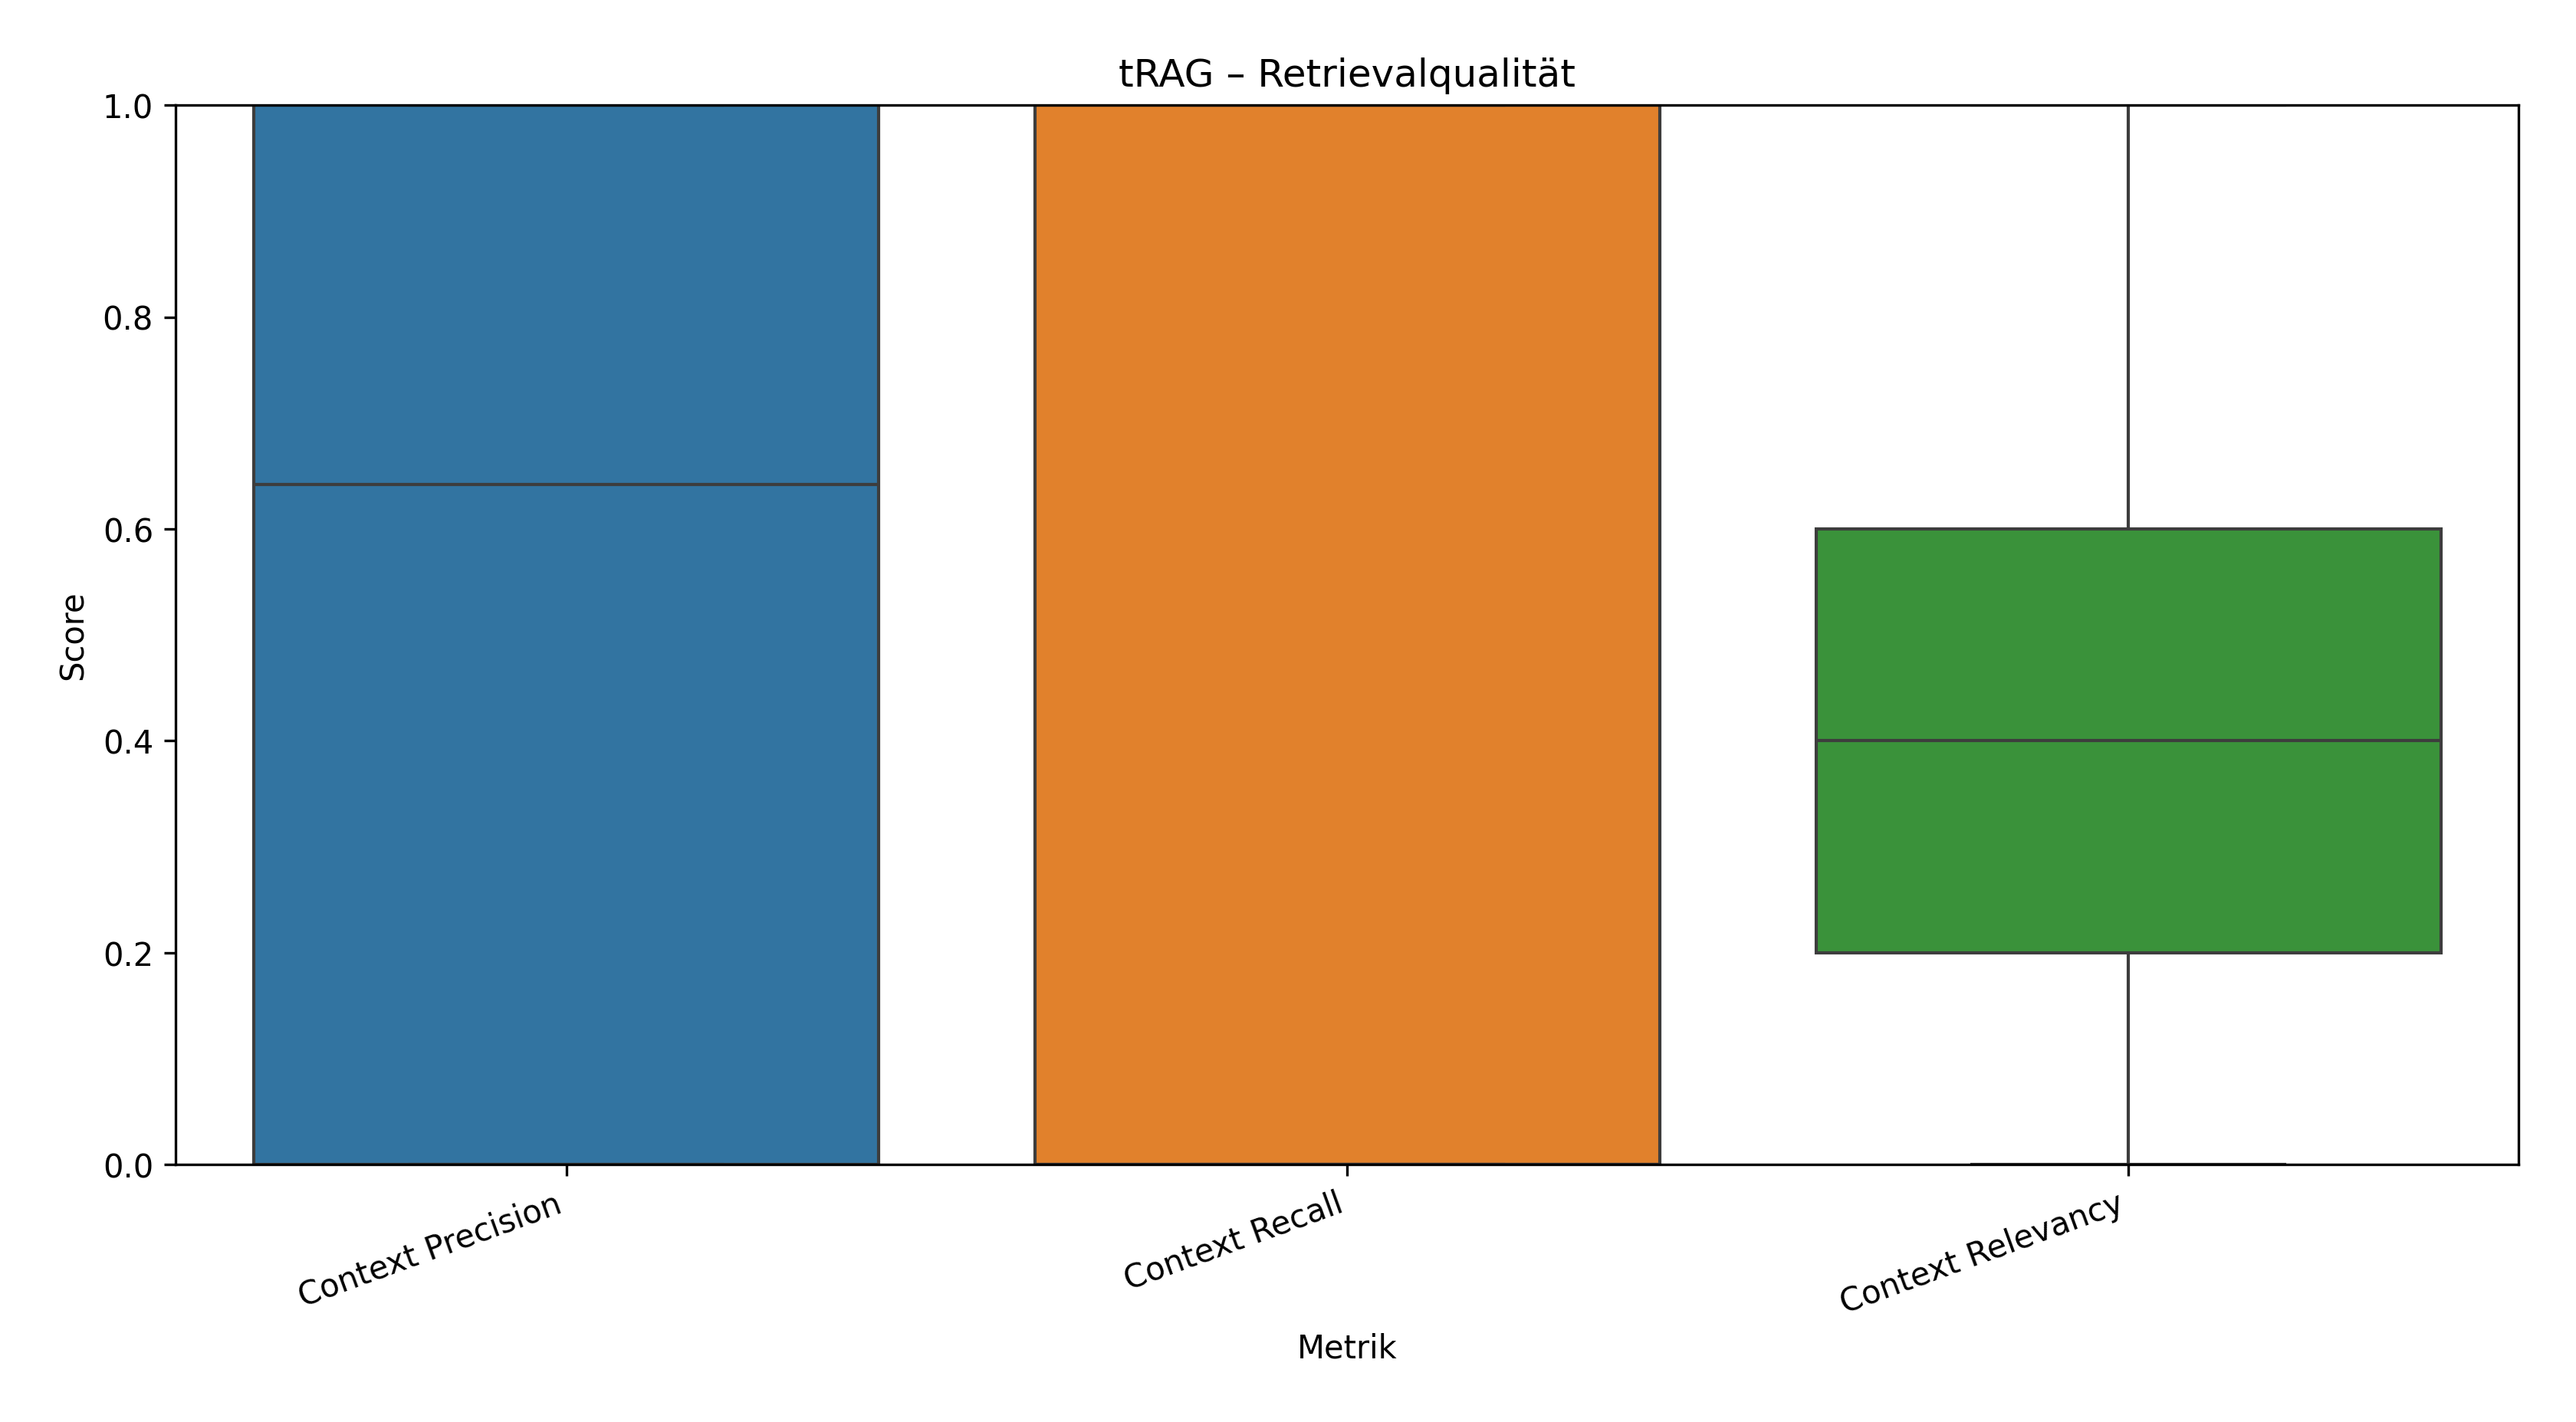 tRAG – Retrievalqualität
1.0
0.8
0.6
0.4
0.2
0.0
Score
Context Precision
Context Recall
Context Relevancy
Metrik